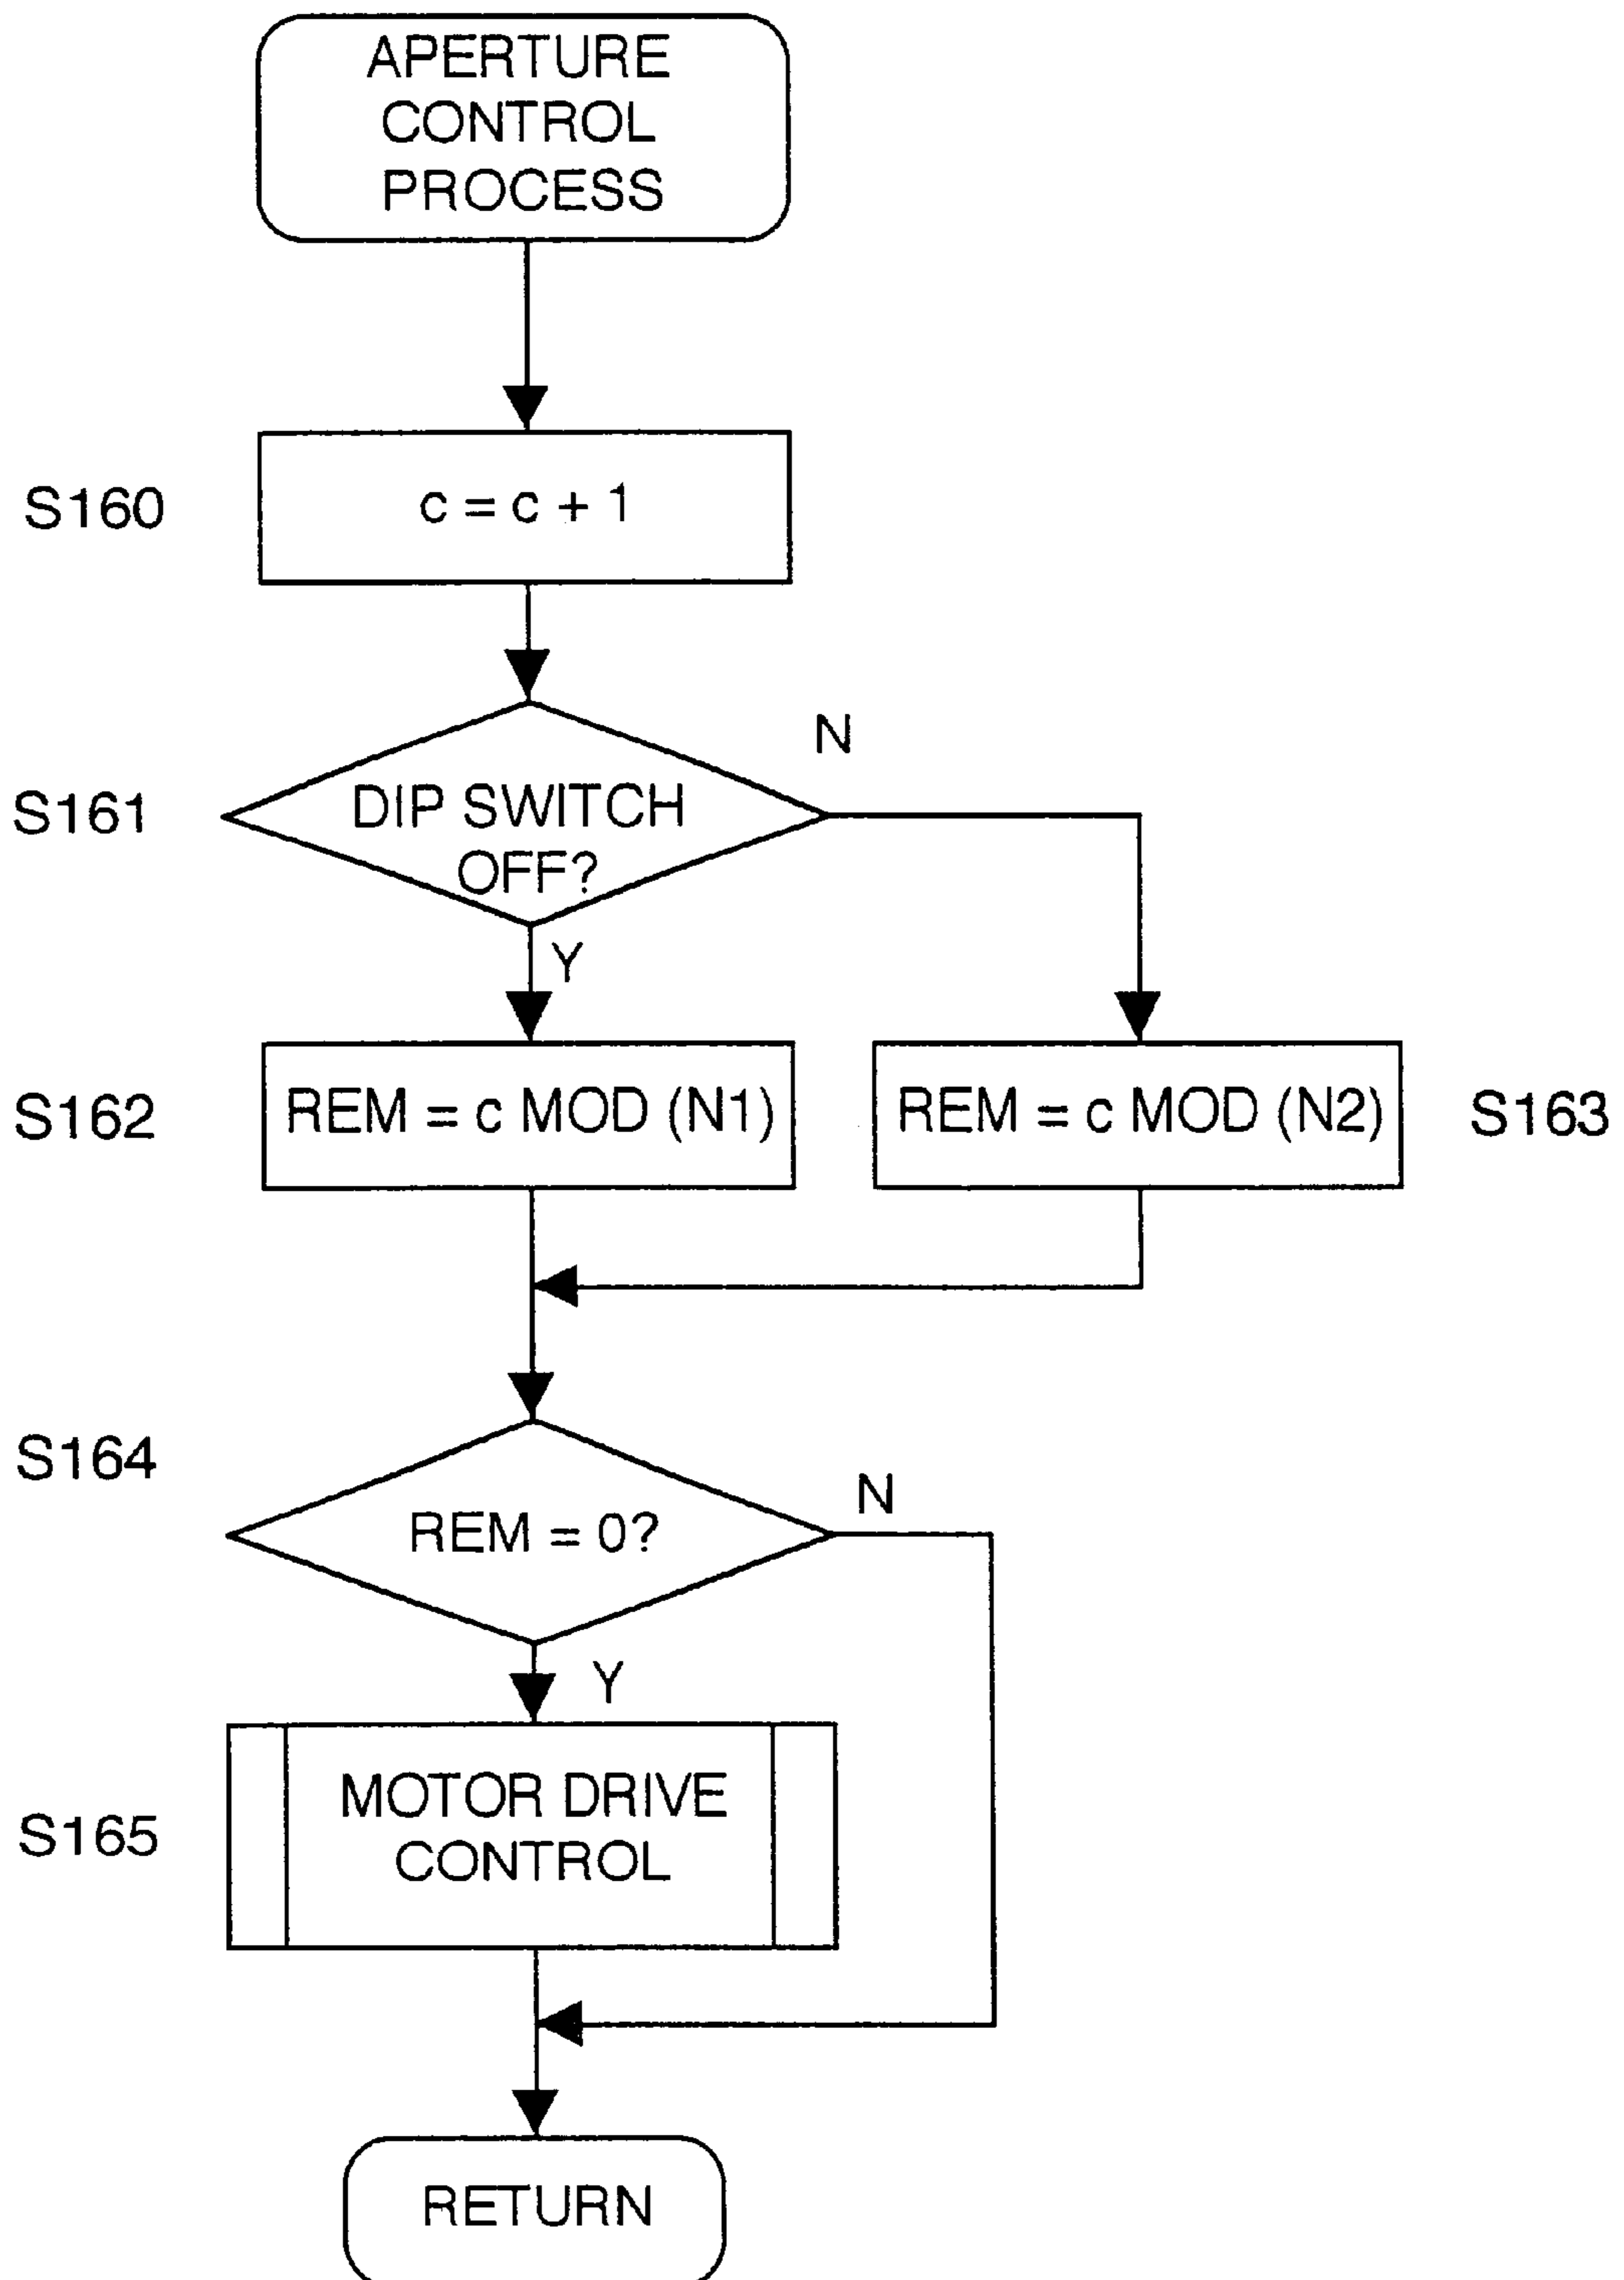 APERTURE
CONTROL
PROCESS
S160
c = c + 1
S161
DIP SWITCH
OFF?
N
Y
S162
REM = c MOD (N1)
REM = c MOD (N2)
S163
S164
REM = 0?
N
Y
S165
MOTOR DRIVE
CONTROL
RETURN